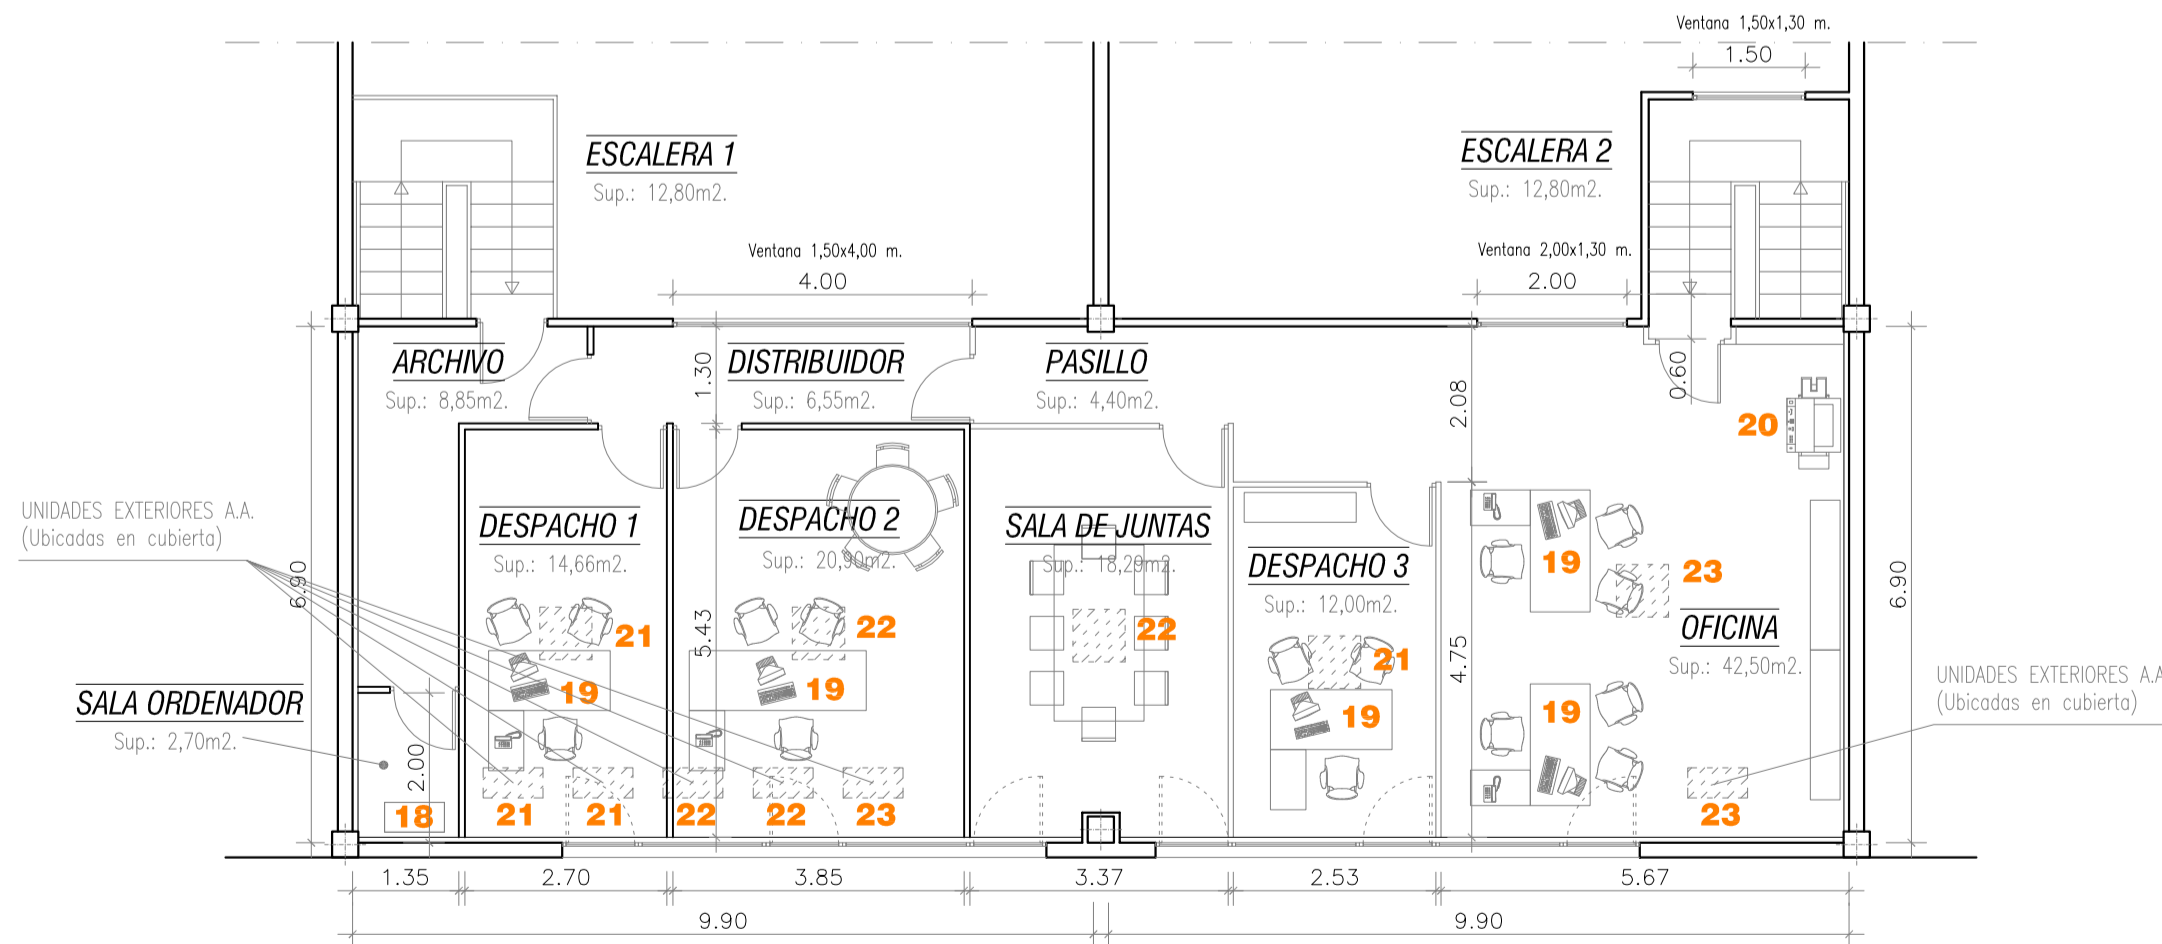 Ventana 1,50x1,30 m.
1.50
ESCALERA 1
Sup.: 12,80m2.
ESCALERA 2
Sup.: 12,80m2.
Ventana 1,50x4,00 m.
4.00
Ventana 2,00x1,30 m.
2.00
ARCHIVO
Sup.: 8,85m2.
1.30
DISTRIBUIDOR
Sup.: 6,55m2.
PASILLO
Sup.: 4,40m2.
2.08
0.60
20
UNIDADES EXTERIORES A.A.
(Ubicadas en cubierta)
6.90
DESPACHO 1
Sup.: 14,66m2.
DESPACHO 2
Sup.: 20,90m2.
SALA DE JUNTAS
Sup.: 18,29m2.
DESPACHO 3
Sup.: 12,00m2.
19
23
6.90
OFICINA
Sup.: 42,50m2.
21
5.43
22
22
21
4.75
19
19
19
19
UNIDADES EXTERIORES A.A
(Ubicadas en cubierta)
SALA ORDENADOR
Sup.: 2,70m2.
2.00
18
21
21
22
22
23
23
1.35
2.70
3.85
3.37
2.53
5.67
9.90
9.90